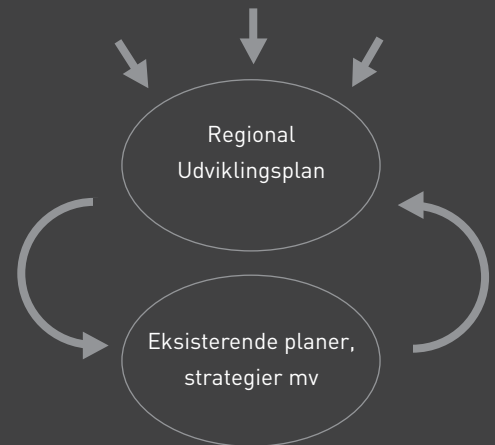 Regional
Udviklingsplan
Eksisterende planer,
strategier mv